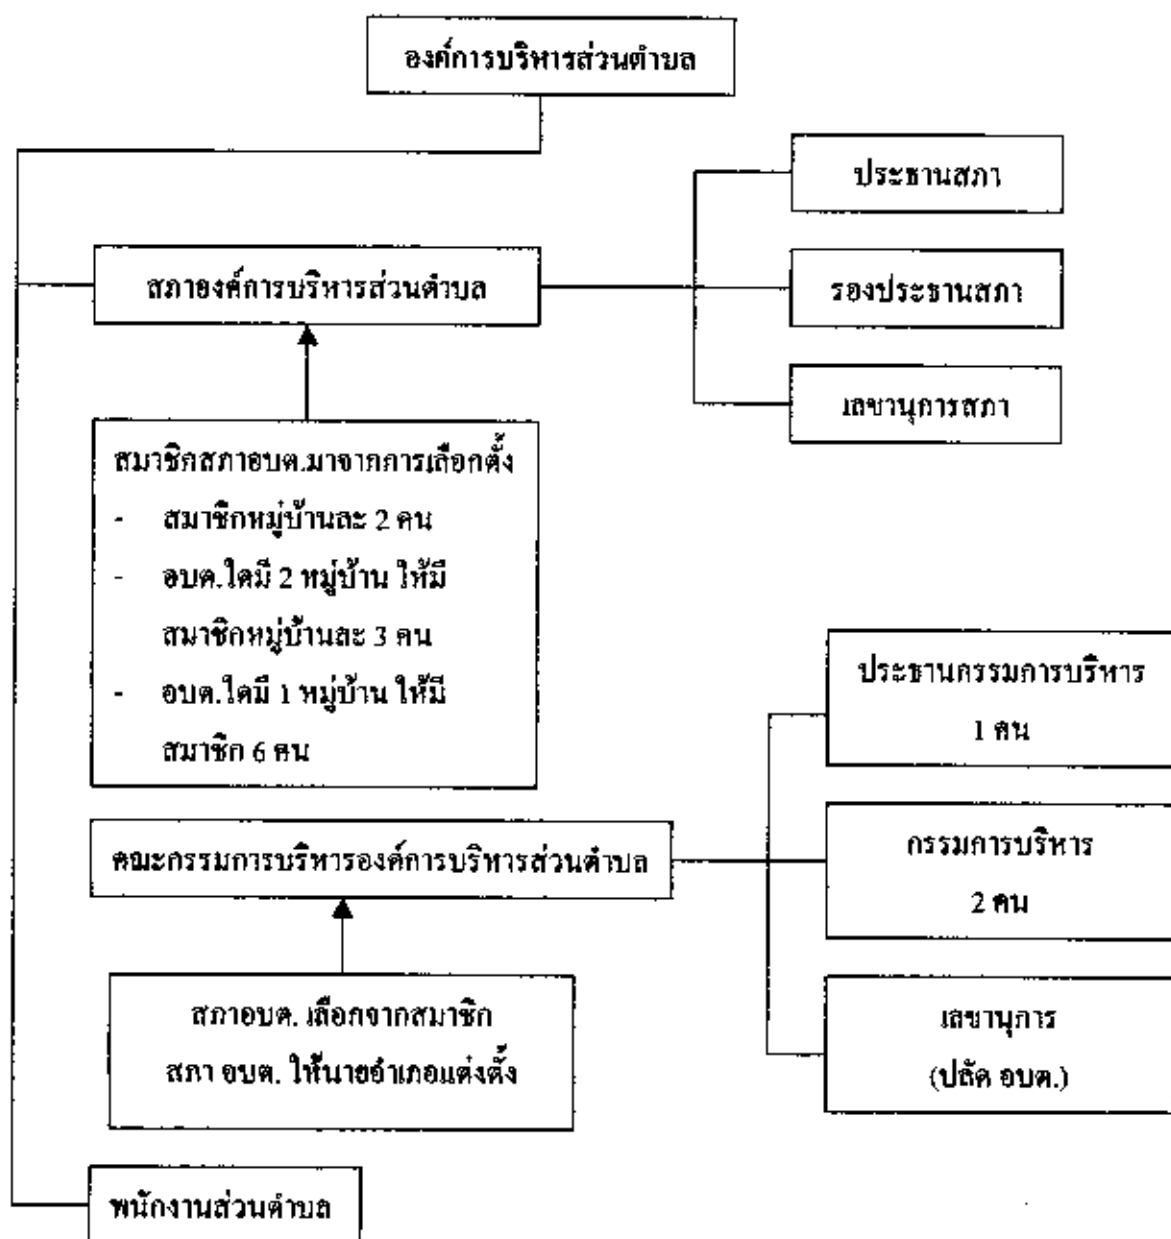 องค์การบริหารส่วนตำบล
ประธานสภา
สภาองค์การบริหารส่วนตำบล
รองประธานสภา
เลขานุการสภา
สมาชิกสภาอบต.มาจากการเลือกตั้ง
- สมาชิกหมู่บ้านละ 2 คน
- อบต.ใดมี 2 หมู่บ้าน ให้มี
สมาชิกหมู่บ้านละ 3 คน
- อบต.ใดมี 1 หมู่บ้าน ให้มี
สมาชิก 6 คน
ประธานกรรมการบริหาร
1 คน
คณะกรรมการบริหารองค์การบริหารส่วนตำบล
กรรมการบริหาร
2 คน
สภาอบต. เลือกจากสมาชิก
สภา อบต. ให้นายอำเภอแต่งตั้ง
เลขานุการ
(ปลัด อบต.)
พนักงานส่วนตำบล